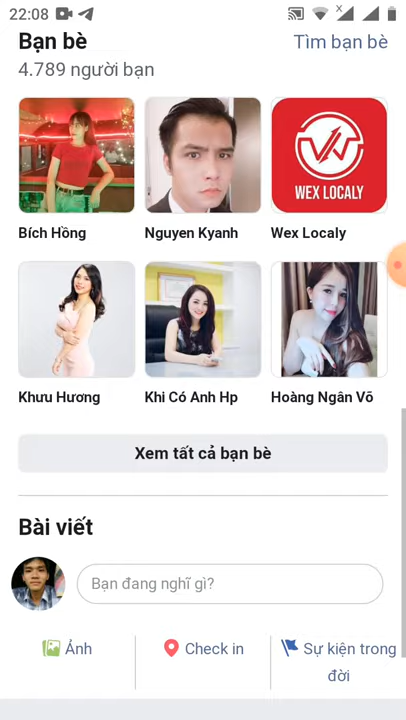 22:08
Bạn bè
Tìm bạn bè
4.789 người bạn
WEX LOCALY
Bích Hồng
Nguyen Kyanh
Wex Localy
Khưu Hương
Khi Có Anh Hp
Hoàng Ngân Võ
Xem tất cả bạn bè
Bài viết
Bạn đang nghĩ gì?
Ảnh
Check in
Sự kiện trong
đời